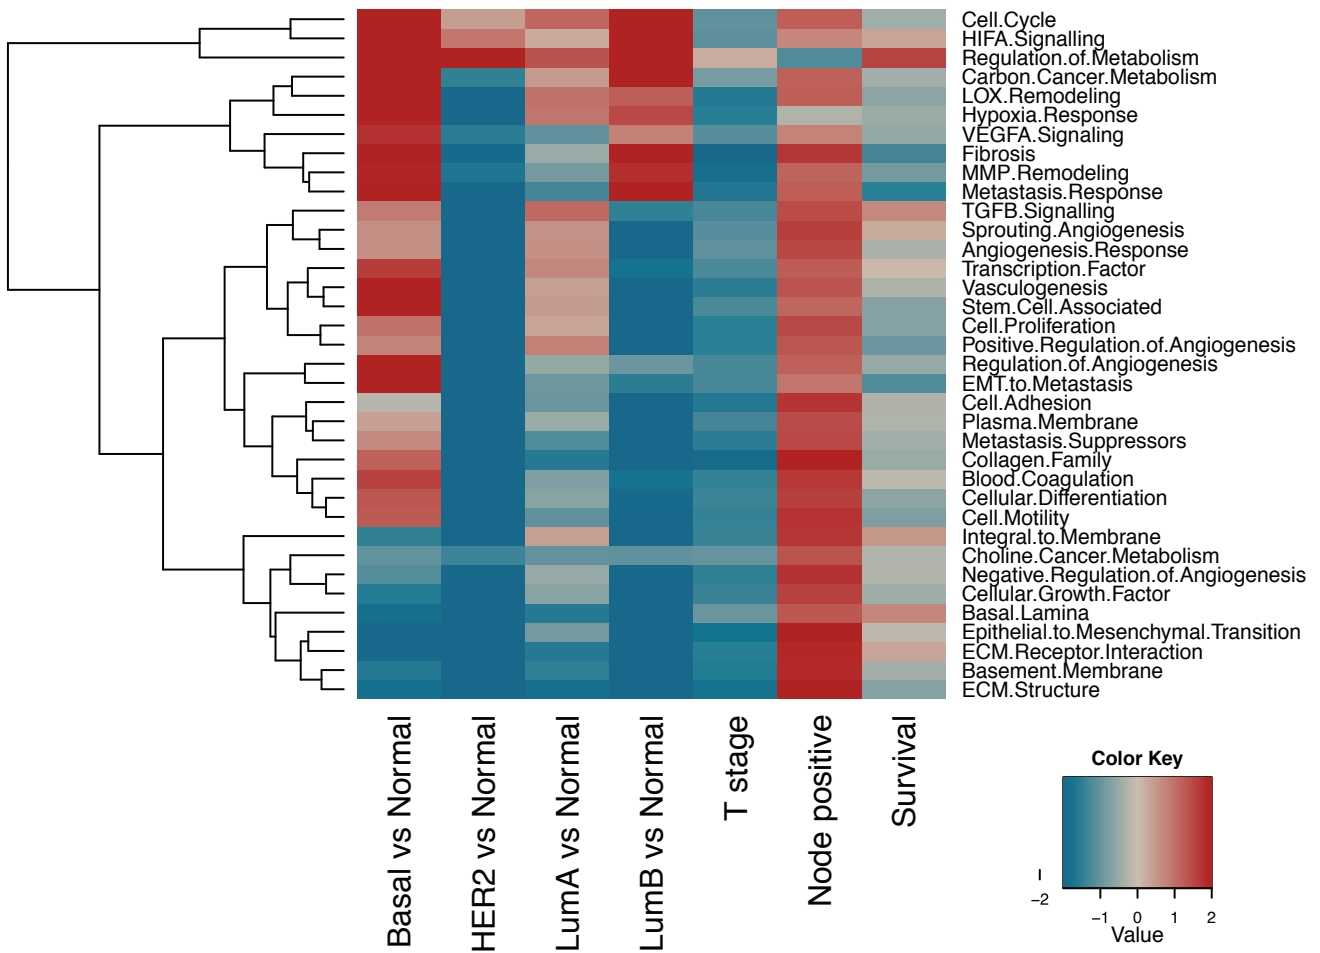 Cell.Cycle
HIFA.Signalling
Regulation.of.Metabolism
Carbon.Cancer.Metabolism
LOX.Remodeling
Hypoxia.Response
VEGFA.Signaling
Fibrosis
MMP.Remodeling
Metastasis.Response
TGFB.Signalling
Sprouting.Angiogenesis
Angiogenesis.Response
Transcription.Factor
Vasculogenesis
Stem.Cell.Associated
Cell.Proliferation
Positive.Regulation.of.Angiogenesis
Regulation.of.Angiogenesis
EMT.to.Metastasis
Cell.Adhesion
Plasma.Membrane
Metastasis.Suppressors
Collagen.Family
Blood.Coagulation
Cellular.Differentiation
Cell.Motility
Integral.to.Membrane
Choline.Cancer.Metabolism
Negative.Regulation.of.Angiogenesis
Cellular.Growth.Factor
Basal.Lamina
Epithelial.to.Mesenchymal.Transition
ECM.Receptor.Interaction
Basement.Membrane
ECM.Structure
Basal vs Normal
HER2 vs Normal
LumA vs Normal
LumB vs Normal
T stage
Node positive
Survival
Color Key
−2
−1 0 1 2
Value